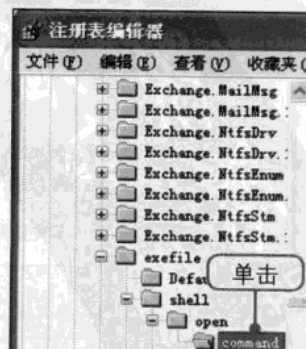 注册表编辑器
文件(F) 编辑(E) 查看(V) 收藏夹(
Exchange.MailMsg
Exchange.MailMsg.
Exchange.NtfsDrv
Exchange.NtfsDrv.
Exchange.NtfsEnum
Exchange.NtfsEnum.
Exchange.NtfsStm
Exchange.NtfsStm.
exefile
Defau
单击
shell
open
command